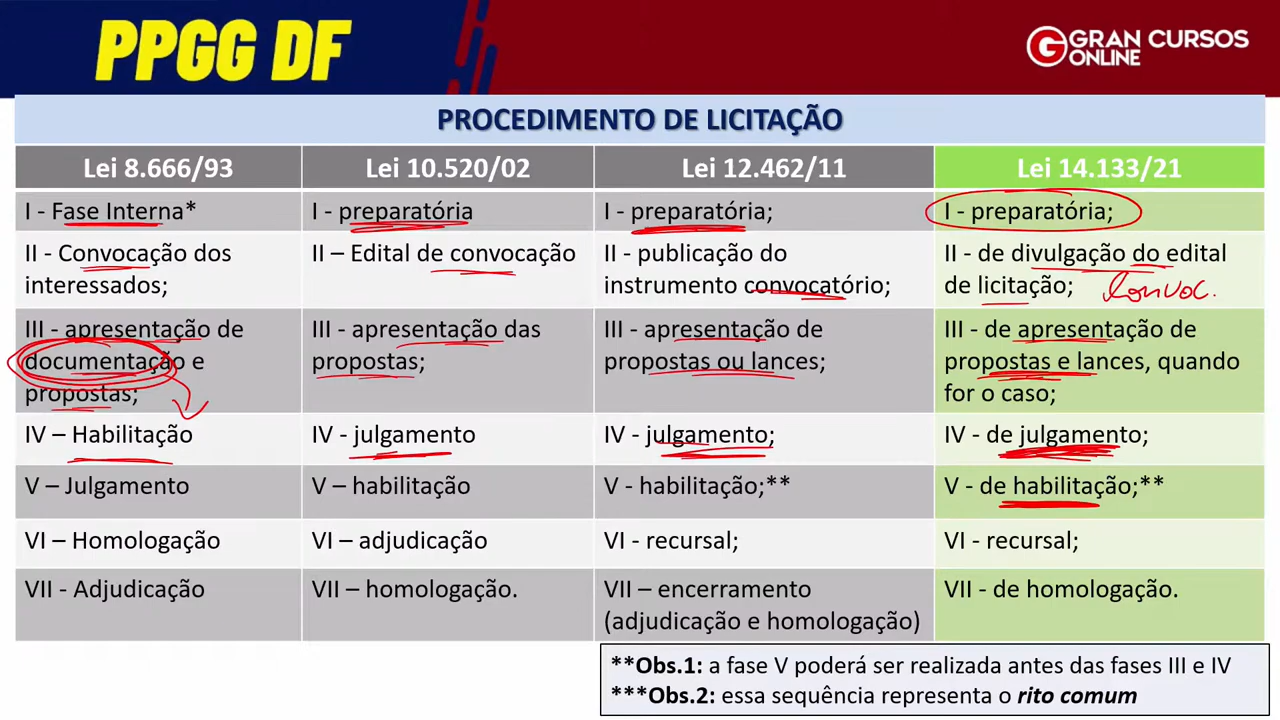 PPGG DF
GRAN CURSOS
ONLINE
PROCEDIMENTO DE LICITAÇÃO
Lei 8.666/93
Lei 10.520/02
Lei 12.462/11
Lei 14.133/21
I - Fase Interna*
I - preparatória
I - preparatória;
I - preparatória;
II - Convocação dos
interessados;
II – Edital de convocação
II - publicação do
instrumento convocatório;
II - de divulgação do edital
de licitação;
Convoc.
III - apresentação de
documentação e
propostas;
III - apresentação das
propostas;
III - apresentação de
propostas ou lances;
III - de apresentação de
propostas e lances, quando
for o caso;
IV – Habilitação
IV - julgamento
IV - julgamento;
IV - de julgamento;
V – Julgamento
V – habilitação
V - habilitação;**
V - de habilitação;**
VI – Homologação
VI – adjudicação
VI - recursal;
VI - recursal;
VII - Adjudicação
VII – homologação.
VII – encerramento
(adjudicação e homologação)
VII - de homologação.
**Obs.1: a fase V poderá ser realizada antes das fases III e IV
***Obs.2: essa sequência representa o rito comum